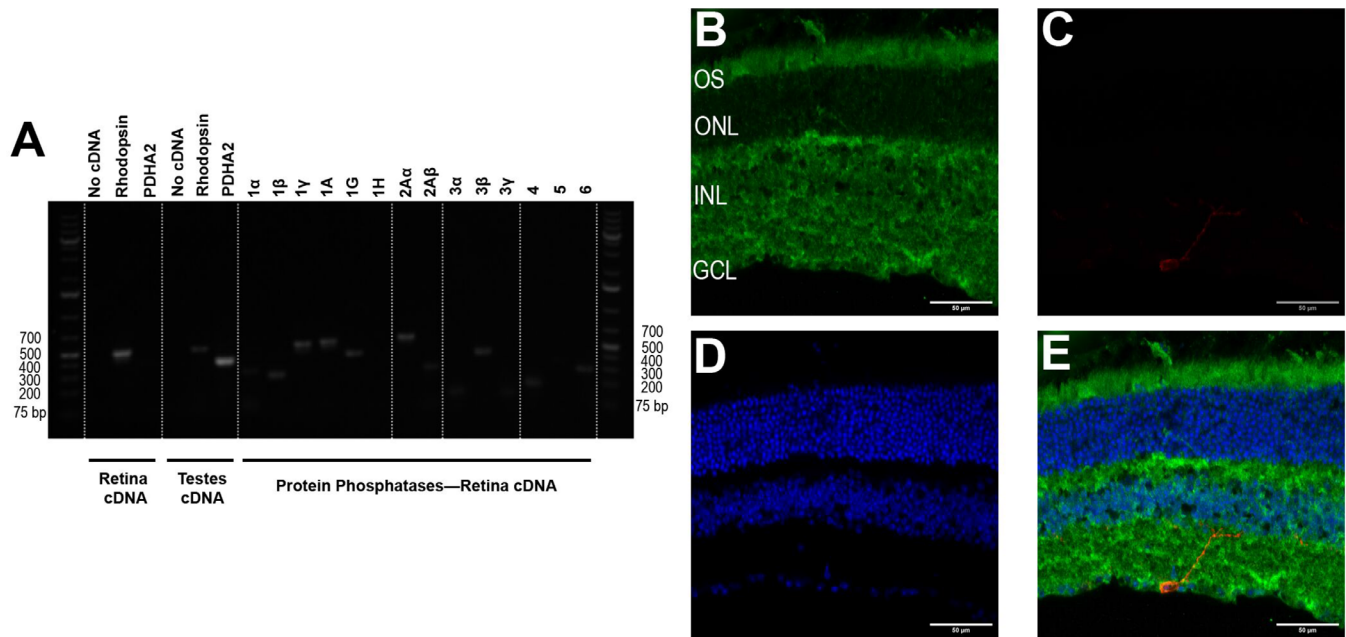 A
No cDNA
Rhodopsin
PDHA2
No cDNA
Rhodopsin
PDHA2
1α
1β
1γ
1A
1G
1H
2Aα
2Aβ
3α
3β
3γ
4
5
6
700
500
400
300
200
75 bp
700
500
400
300
200
75 bp
Retina
cDNA
Testes
cDNA
Protein Phosphatases—Retina cDNA
B
OS
ONL
INL
GCL
50 µm
C
50 µm
D
50 µm
E
50 µm